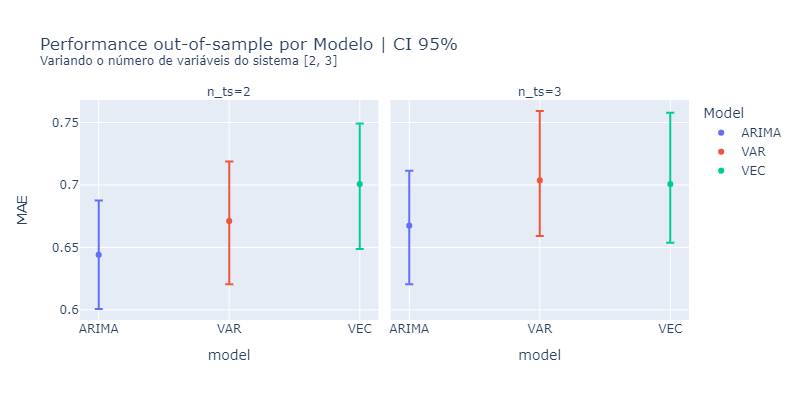 Performance out-of-sample por Modelo | CI 95%
Variando o número de variáveis do sistema [2, 3]
n_ts=2
n_ts=3
Model
ARIMA
VAR
VEC
MAE
0.75
0.7
0.65
0.6
ARIMA
VAR
VEC
ARIMA
VAR
VEC
model
model